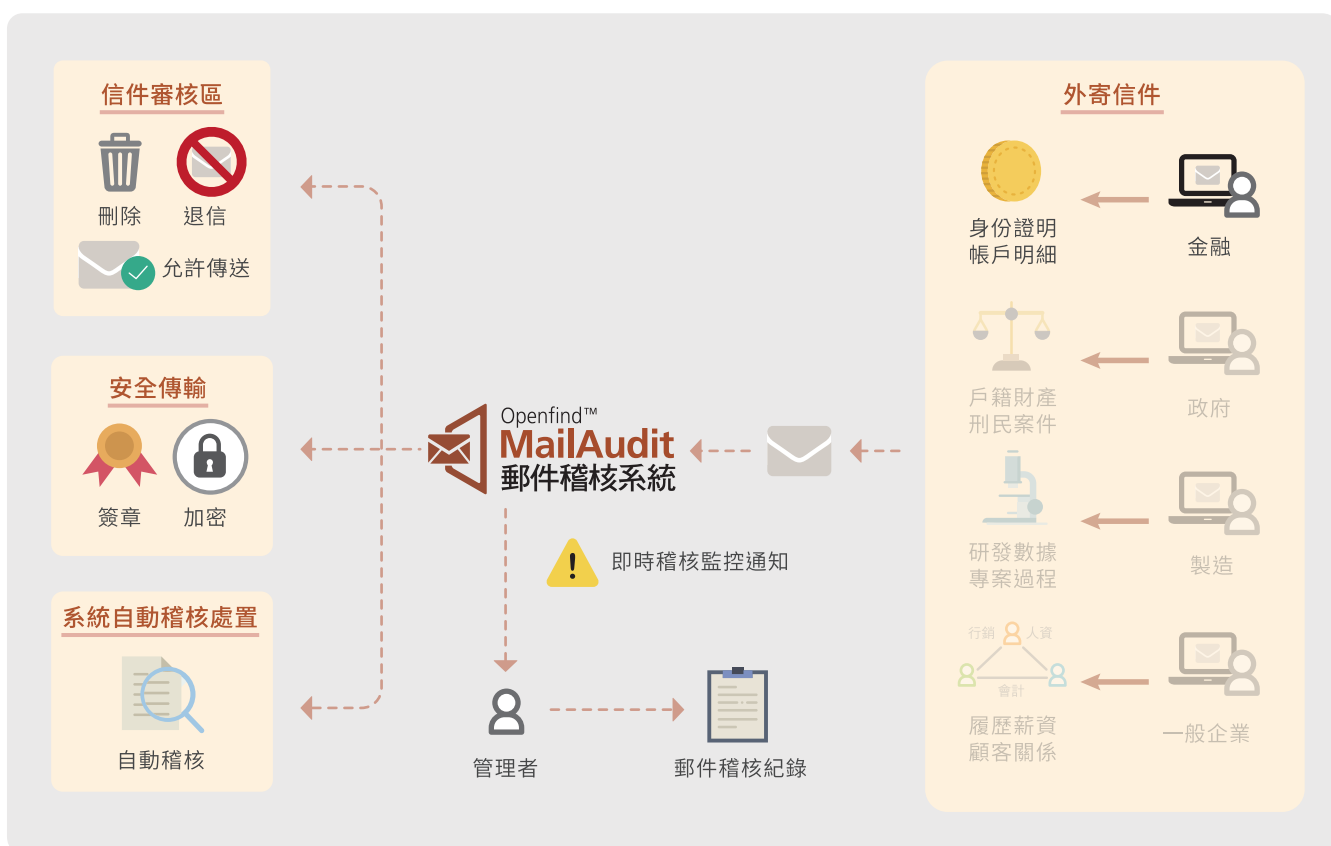 信件審核區
刪除
退信
允許傳送
安全傳輸
簽章
加密
系統自動稽核處置
自動稽核
Openfind™
MailAudit
郵件稽核系統
即時稽核監控通知
管理者
郵件稽核紀錄
外寄信件
身份證明
帳戶明細
金融
戶籍財產
刑民案件
政府
研發數據
專案過程
製造
行銷
人資
會計
履歷薪資
顧客關係
一般企業